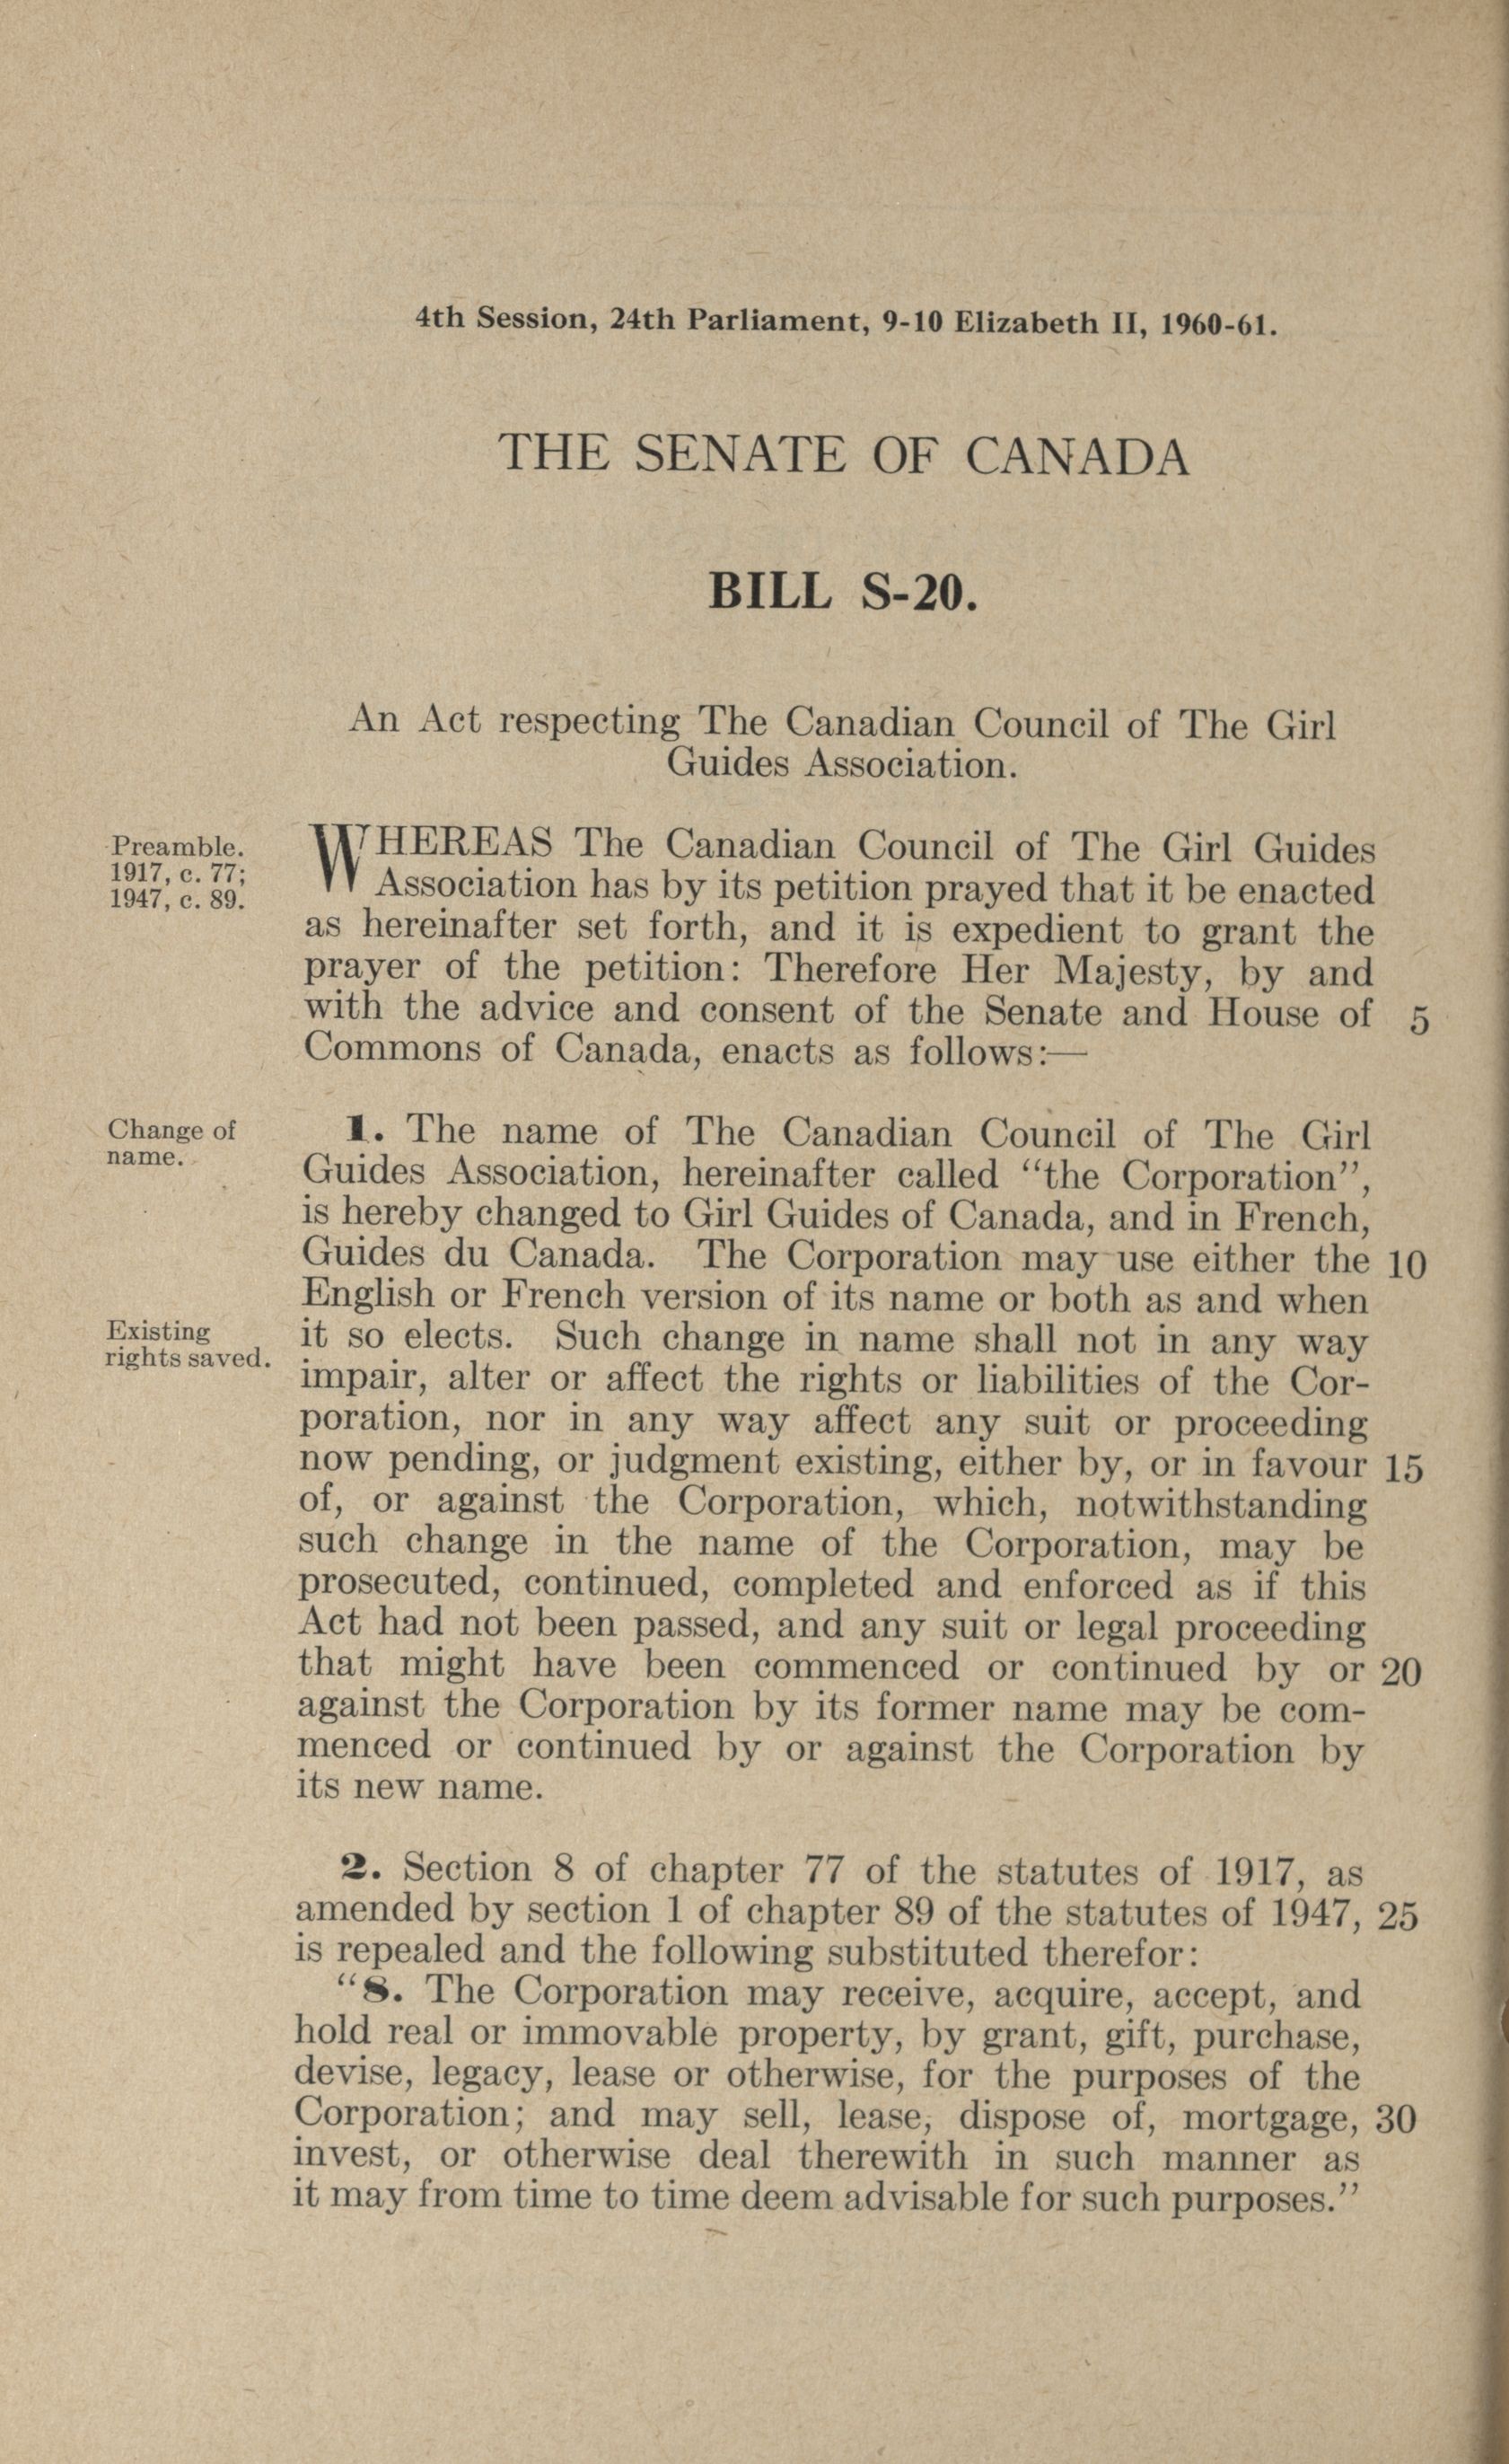 4th Session, 24th Parliament, 9-10 Elizabeth II, 1960-61.
THE SENATE OF CANADA
BILL S-20.
An Act respecting The Canadian Council of The Girl
Guides Association.
Preamble.
1917, c. 77;
1947, c. 89.
WHEREAS The Canadian Council of The Girl Guides
Association has by its petition prayed that it be enacted
as hereinafter set forth, and it is expedient to grant the
prayer of the petition: Therefore Her Majesty, by and
with the advice and consent of the Senate and House of 5
Commons of Canada, enacts as follows:—
Change of
name.
1. The name of The Canadian Council of The Girl
Guides Association, hereinafter called “the Corporation”,
is hereby changed to Girl Guides of Canada, and in French,
Guides du Canada. The Corporation may use either the 10
English or French version of its name or both as and when
Existing
rights saved.
it so elects. Such change in name shall not in any way
impair, alter or affect the rights or liabilities of the Cor-
poration, nor in any way affect any suit or proceeding
now pending, or judgment existing, either by, or in favour 15
of, or against the Corporation, which, notwithstanding
such change in the name of the Corporation, may be
prosecuted, continued, completed and enforced as if this
Act had not been passed, and any suit or legal proceeding
that might have been commenced or continued by or 20
against the Corporation by its former name may be com-
menced or continued by or against the Corporation by
its new name.
2. Section 8 of chapter 77 of the statutes of 1917, as
amended by section 1 of chapter 89 of the statutes of 1947, 25
is repealed and the following substituted therefor:
“8. The Corporation may receive, acquire, accept, and
hold real or immovable property, by grant, gift, purchase,
devise, legacy, lease or otherwise, for the purposes of the
Corporation; and may sell, lease, dispose of, mortgage, 30
invest, or otherwise deal therewith in such manner as
it may from time to time deem advisable for such purposes.”